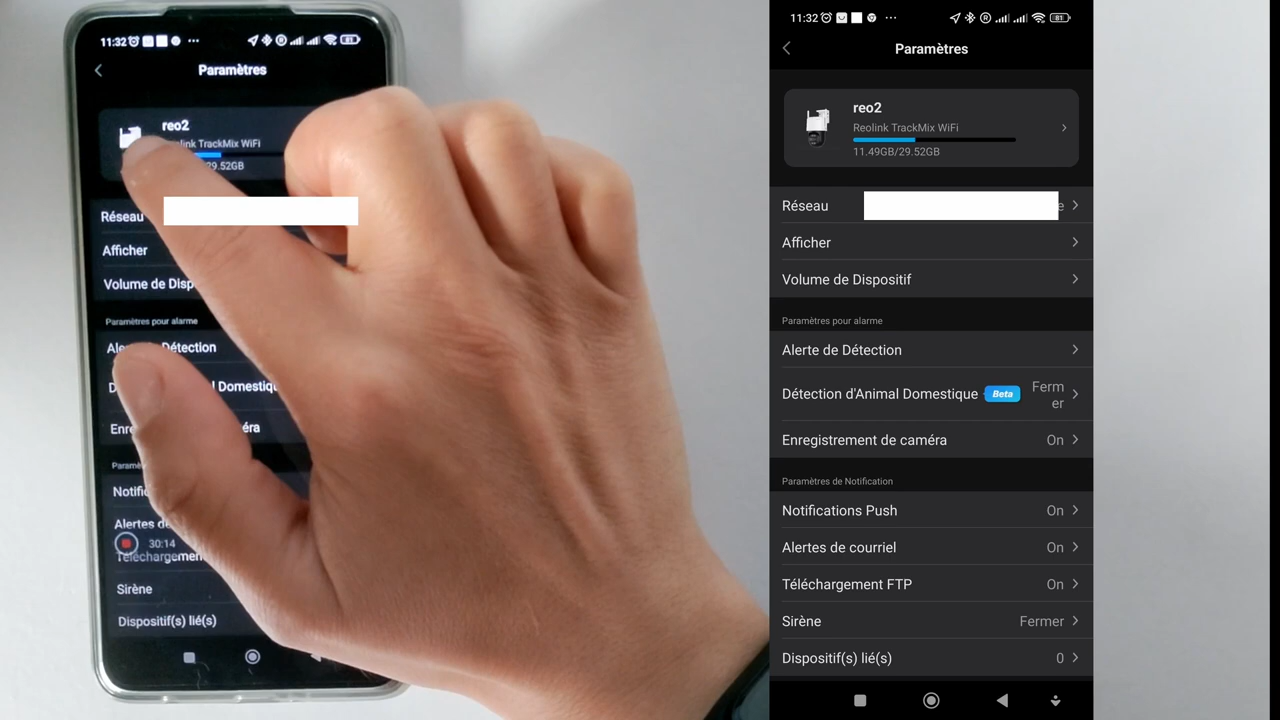 11:32
Paramètres
reo2
Reolink TrackMix WiFi
29.52GB
Réseau
Afficher
Volume de Disp
Paramètres pour alarme
Détection
Domestiqu
Enre éra
Notific
Alertes de
30:14
Téléchargemen
Sirène
Dispositif(s) lié(s)
11:32 81
Paramètres
reo2
Reolink TrackMix WiFi
11.49GB/29.52GB
Réseau e
Afficher
Volume de Dispositif
Paramètres pour alarme
Alerte de Détection
Détection d'Animal Domestique Beta Ferm
er
Enregistrement de caméra On
Paramètres de Notification
Notifications Push On
Alertes de courriel On
Téléchargement FTP On
Sirène Fermer
Dispositif(s) lié(s) 0